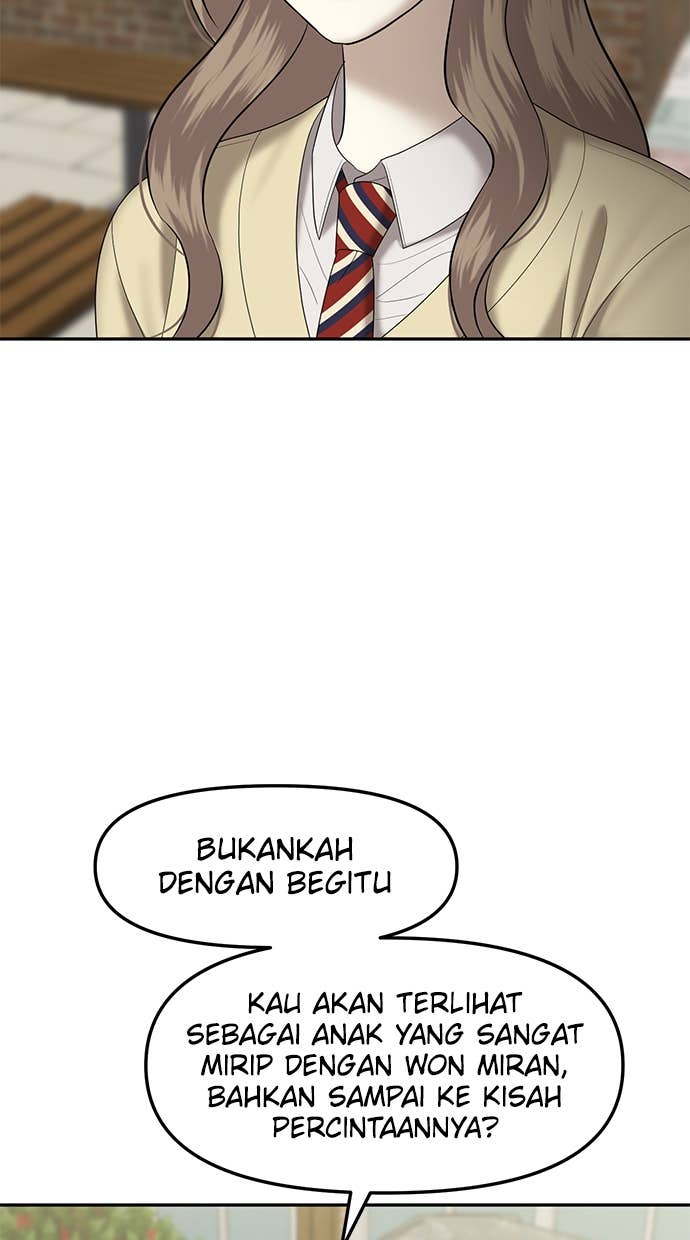 BUKANKAH
DENGAN BEGITU
KAU AKAN TERLIHAT
SEBAGAI ANAK YANG SANGAT
MIRIP DENGAN WON MIRAN,
BAHKAN SAMPAI KE KISAH
PERCINTAANNYA?